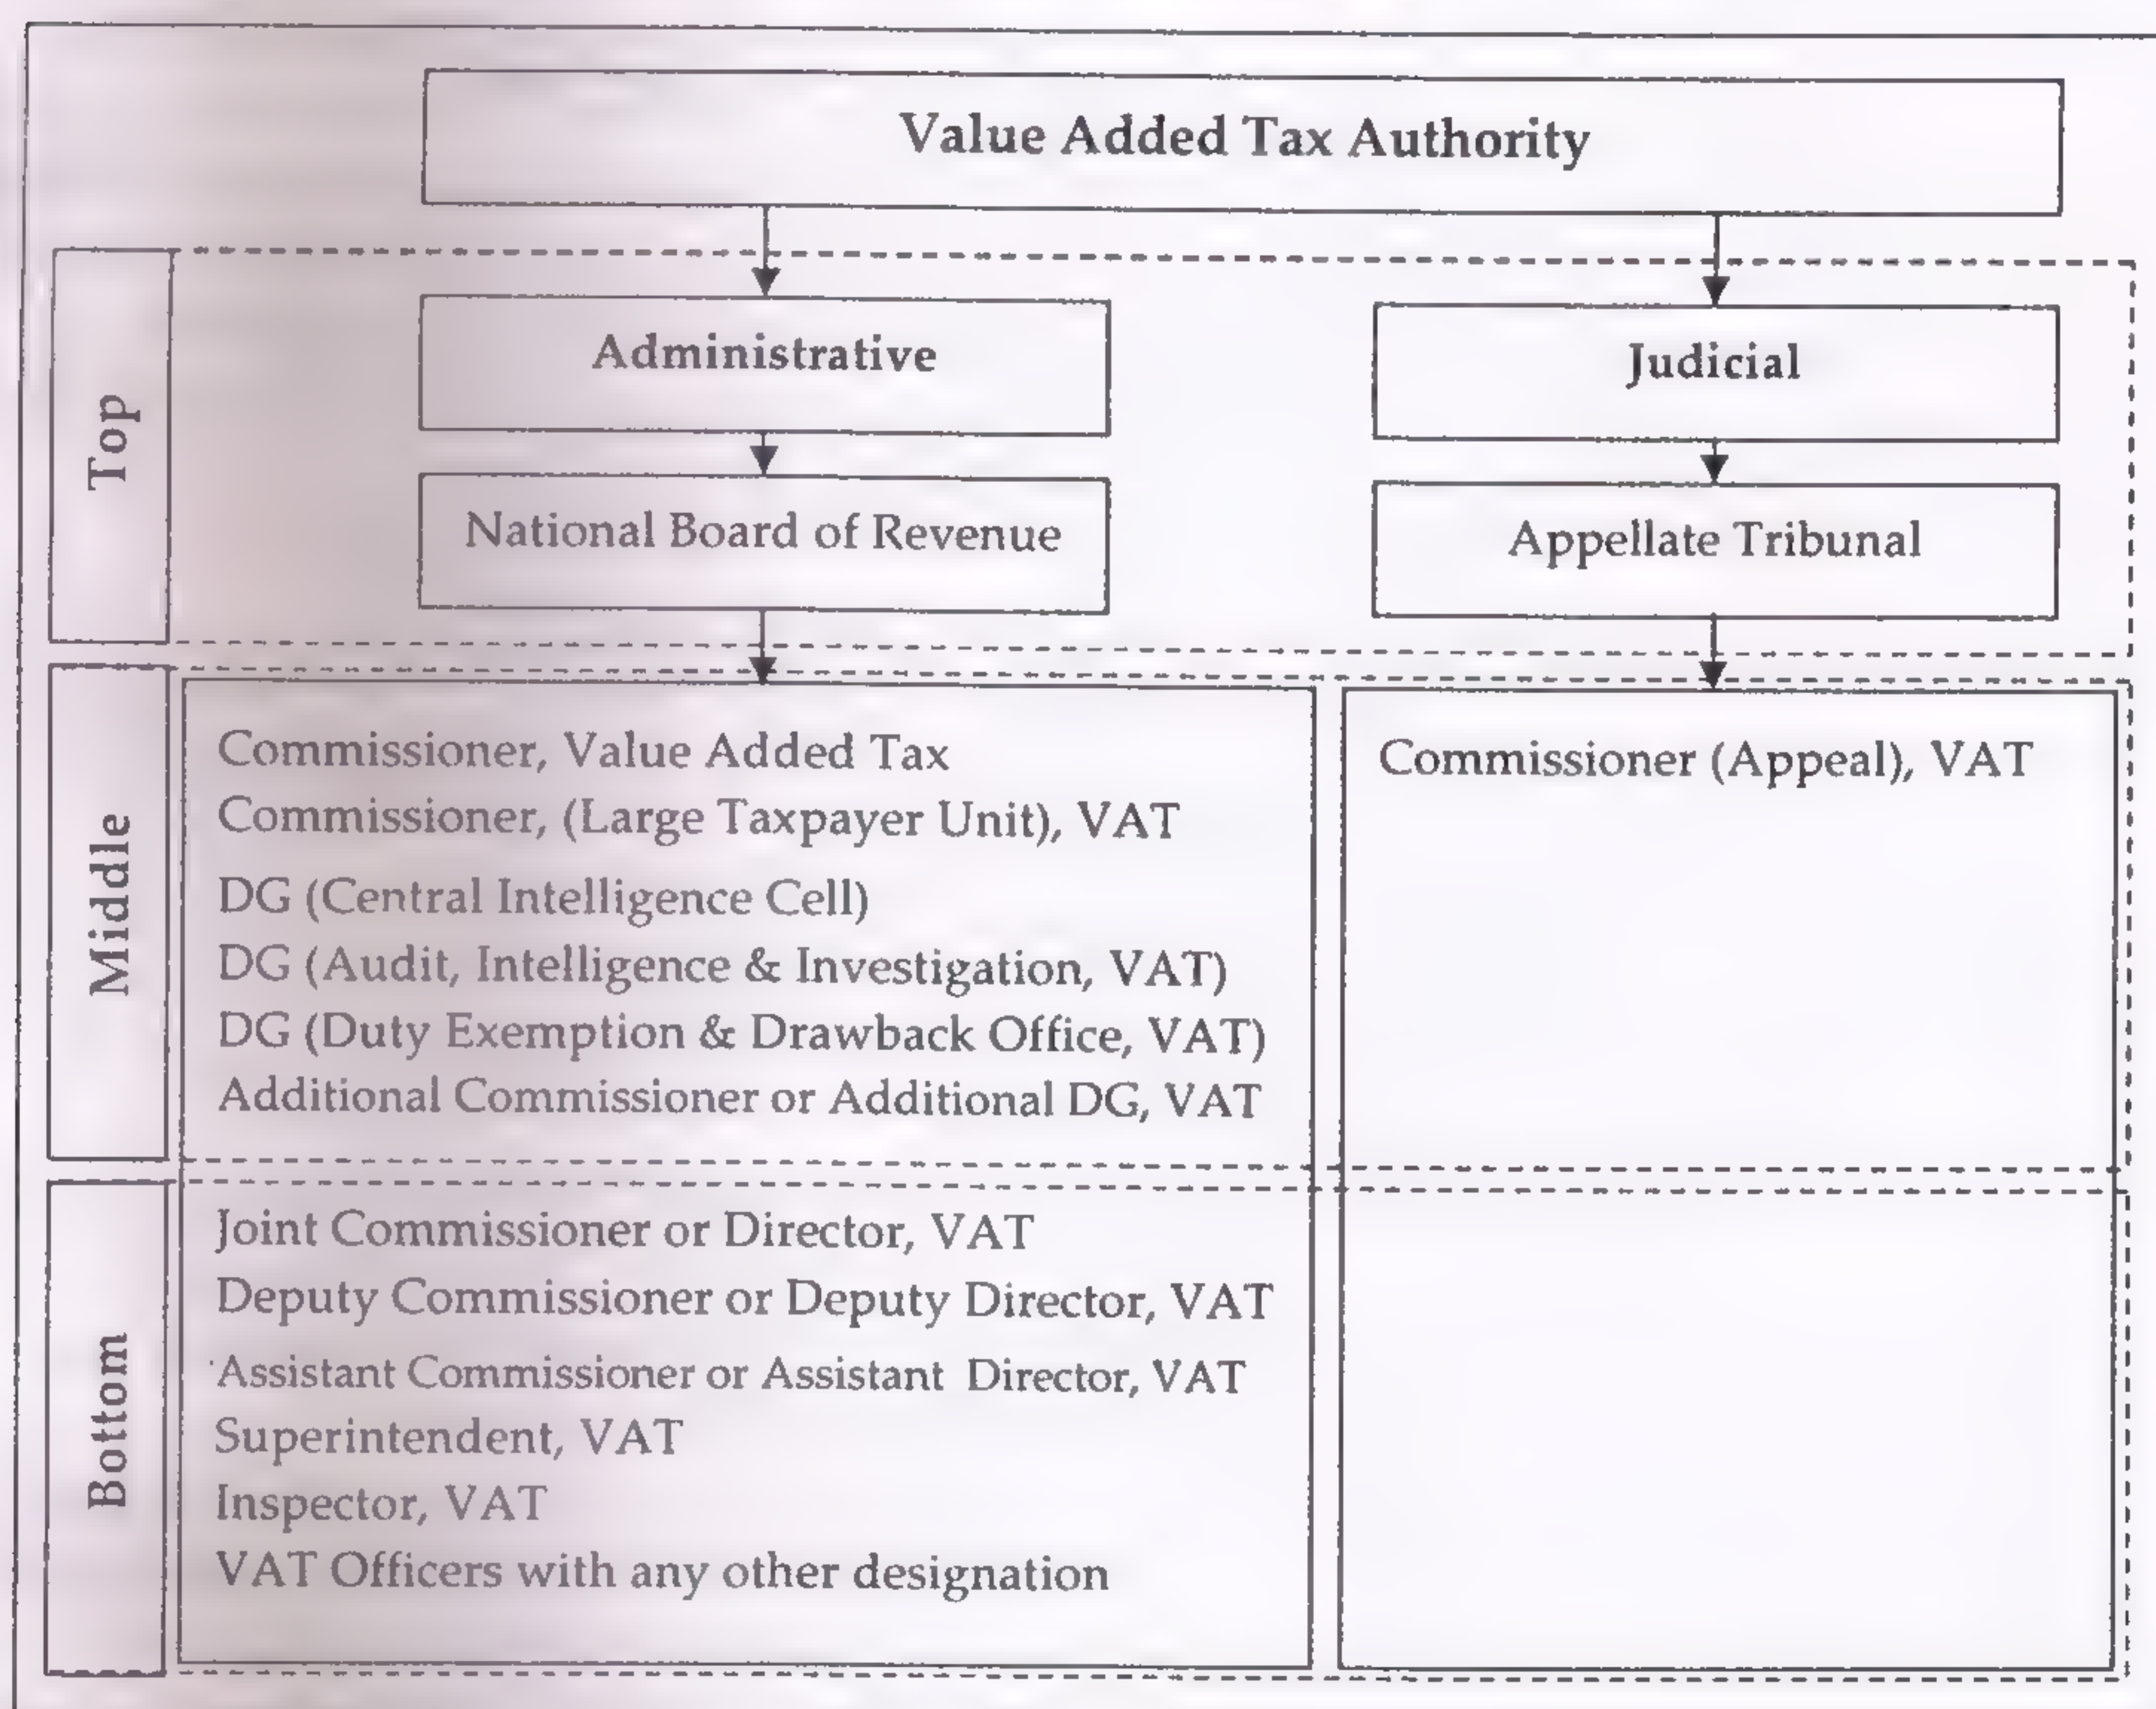 Value Added Tax Authority
Top
Administrative
Judicial
National Board of Revenue
Appellate Tribunal
Middle
Commissioner, Value Added Tax
Commissioner, (Large Taxpayer Unit), VAT
DG (Central Intelligence Cell)
DG (Audit, Intelligence & Investigation, VAT)
DG (Duty Exemption & Drawback Office, VAT)
Additional Commissioner or Additional DG, VAT
Commissioner (Appeal), VAT
Bottom
Joint Commissioner or Director, VAT
Deputy Commissioner or Deputy Director, VAT
Assistant Commissioner or Assistant Director, VAT
Superintendent, VAT
Inspector, VAT
VAT Officers with any other designation